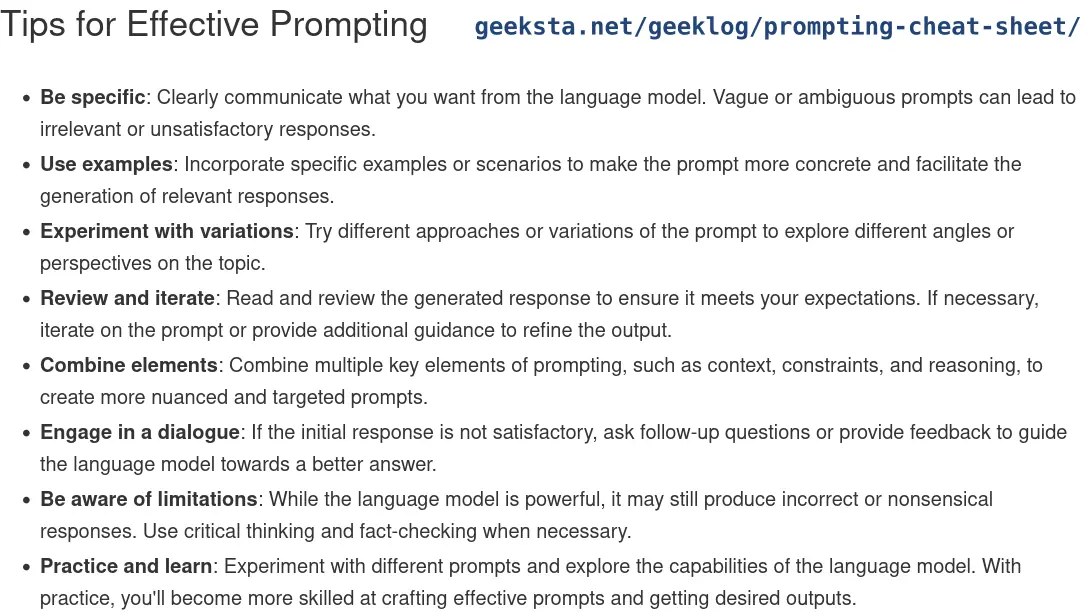 Tips for Effective Prompting
geeksta.net/geeklog/prompting-cheat-sheet/
• Be specific: Clearly communicate what you want from the language model. Vague or ambiguous prompts can lead to
irrelevant or unsatisfactory responses.
• Use examples: Incorporate specific examples or scenarios to make the prompt more concrete and facilitate the
generation of relevant responses.
• Experiment with variations: Try different approaches or variations of the prompt to explore different angles or
perspectives on the topic.
• Review and iterate: Read and review the generated response to ensure it meets your expectations. If necessary,
iterate on the prompt or provide additional guidance to refine the output.
• Combine elements: Combine multiple key elements of prompting, such as context, constraints, and reasoning, to
create more nuanced and targeted prompts.
• Engage in a dialogue: If the initial response is not satisfactory, ask follow-up questions or provide feedback to guide
the language model towards a better answer.
• Be aware of limitations: While the language model is powerful, it may still produce incorrect or nonsensical
responses. Use critical thinking and fact-checking when necessary.
• Practice and learn: Experiment with different prompts and explore the capabilities of the language model. With
practice, you'll become more skilled at crafting effective prompts and getting desired outputs.